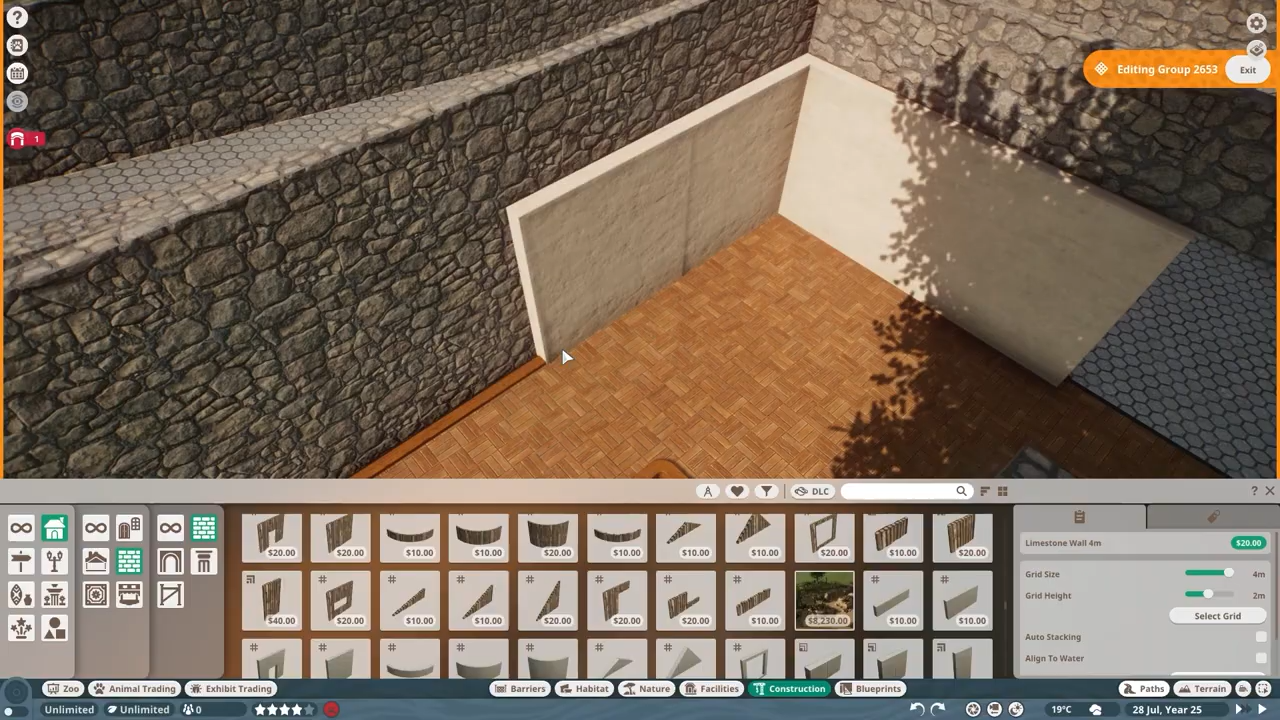 Editing Group 2653
Exit
1
DLC
?
$20.00 $20.00 $10.00 $10.00 $20.00 $10.00 $10.00 $10.00 $20.00 $10.00 $20.00
$40.00 $20.00 $10.00 $10.00 $20.00 $20.00 $20.00 $10.00 $8,230.00 $10.00 $10.00
Limestone Wall 4m $20.00
Grid Size 4m
Grid Height 2m
Select Grid
Auto Stacking
Align To Water
Zoo Animal Trading Exhibit Trading Barriers Habitat Nature Facilities Construction Blueprints Paths Terrain
Unlimited Unlimited 0 19°C 28 Jul, Year 25